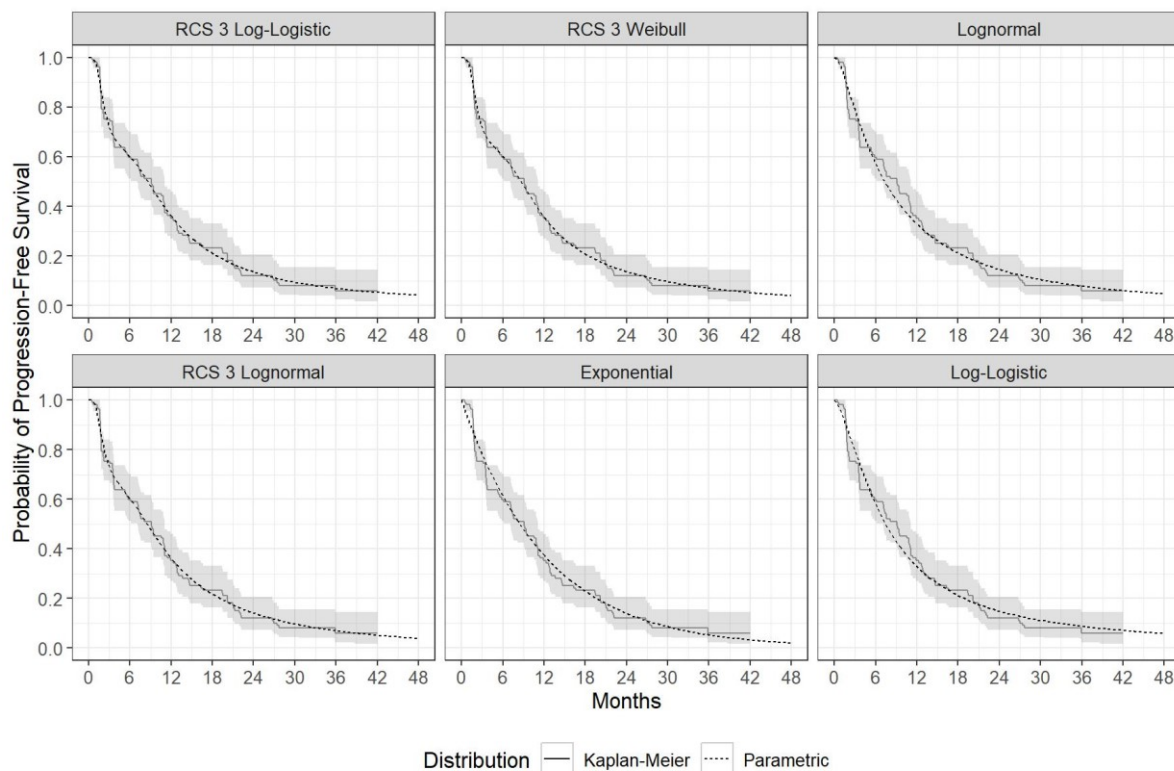 RCS 3 Log-Logistic
RCS 3 Weibull
Lognormal
1.0
0.8
0.6
0.4
0.2
0.0
0 6 12 18 24 30 36 42 48
0 6 12 18 24 30 36 42 48
0 6 12 18 24 30 36 42 48
RCS 3 Lognormal
Exponential
Log-Logistic
1.0
0.8
0.6
0.4
0.2
0.0
0 6 12 18 24 30 36 42 48
0 6 12 18 24 30 36 42 48
0 6 12 18 24 30 36 42 48
Probability of Progression-Free Survival
Months
Distribution Kaplan-Meier Parametric